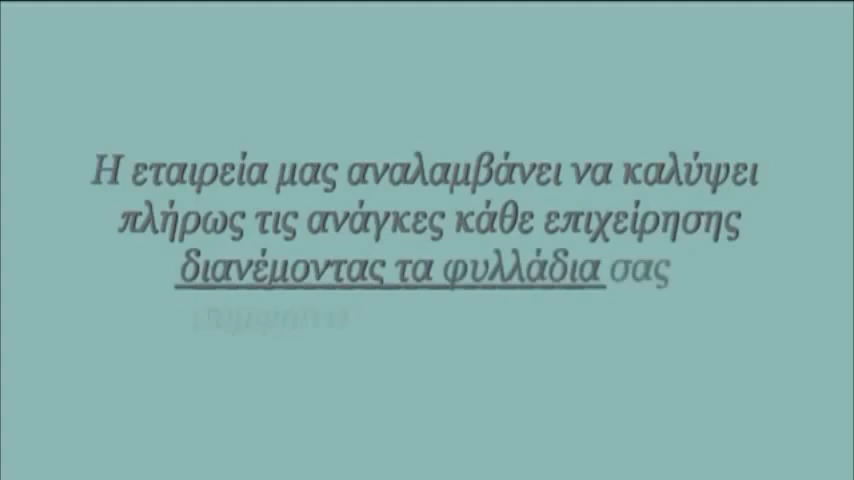 Η εταιρεία μας αναλαμβάνει να καλύψει
πλήρως τις ανάγκες κάθε επιχείρησης
διανέμοντας τα φυλλάδια σας